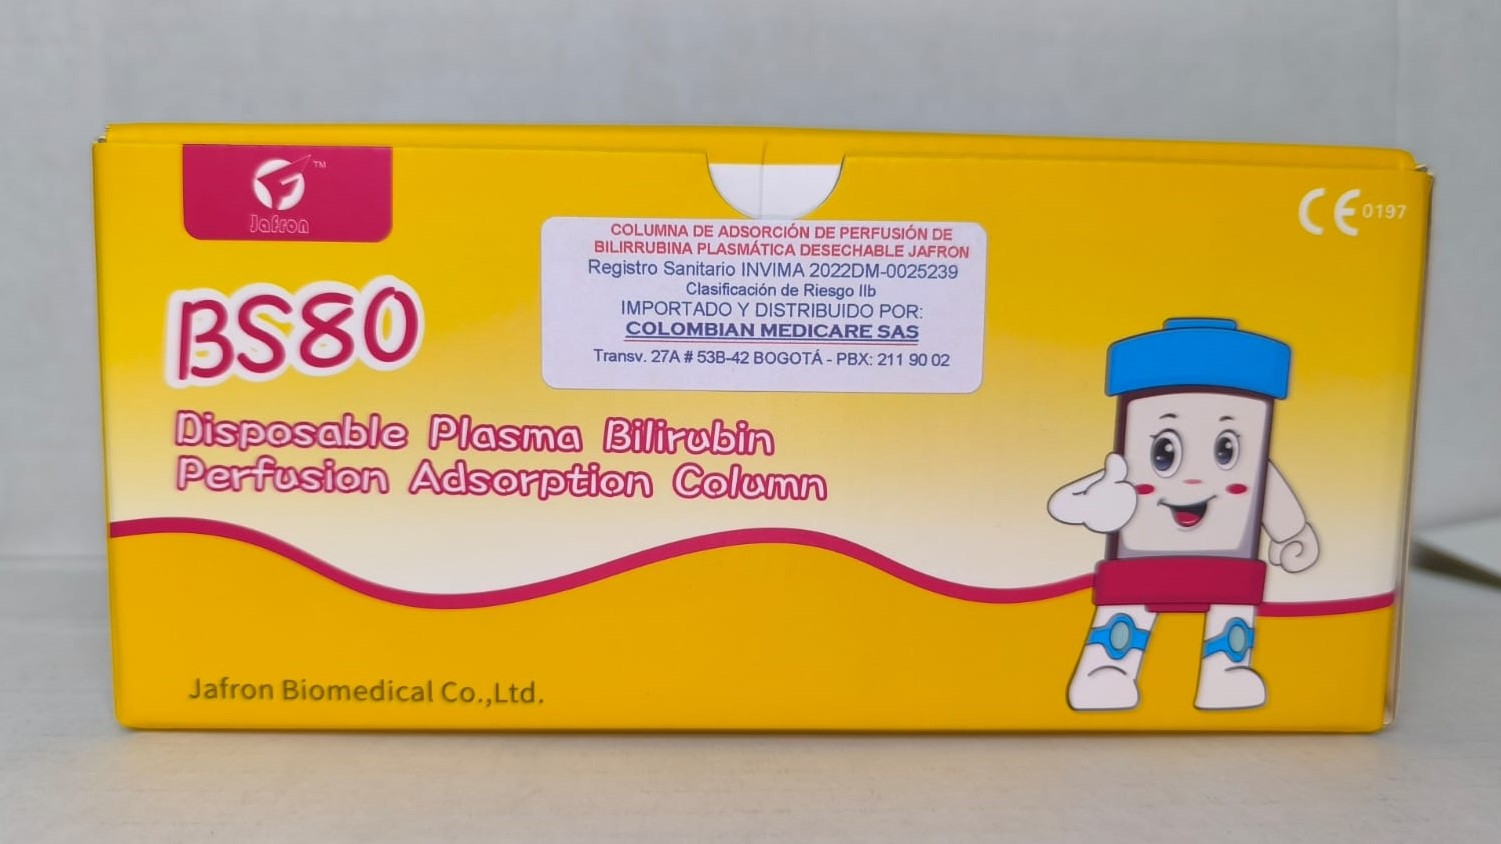 TM
Jafron
CE 0197
COLUMNA DE ADSORCIÓN DE PERFUSIÓN DE
BILIRRUBINA PLASMÁTICA DESECHABLE JAFRON
Registro Sanitario INVIMA 2022DM-0025239
Clasificación de Riesgo IIb
IMPORTADO Y DISTRIBUIDO POR:
COLOMBIAN MEDICARE SAS
Transv. 27A # 53B-42 BOGOTÁ - PBX: 211 90 02
BS80
Disposable Plasma Bilirubin
Perfusion Adsorption Column
Jafron Biomedical Co.,Ltd.